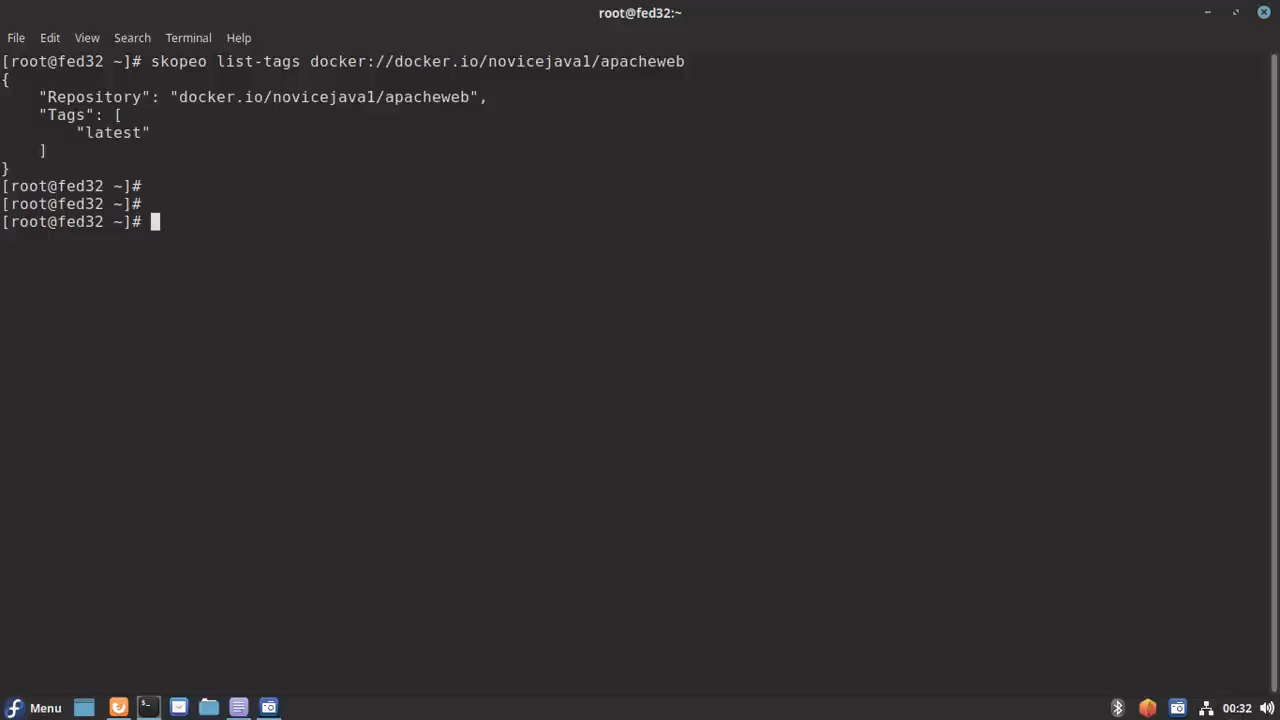 root@fed32:~
File Edit View Search Terminal Help
[root@fed32 ~]# skopeo list-tags docker://docker.io/novicejava1/apacheweb
{
    "Repository": "docker.io/novicejava1/apacheweb",
    "Tags": [
        "latest"
    ]
}
[root@fed32 ~]#
[root@fed32 ~]#
[root@fed32 ~]#
Menu 00:32